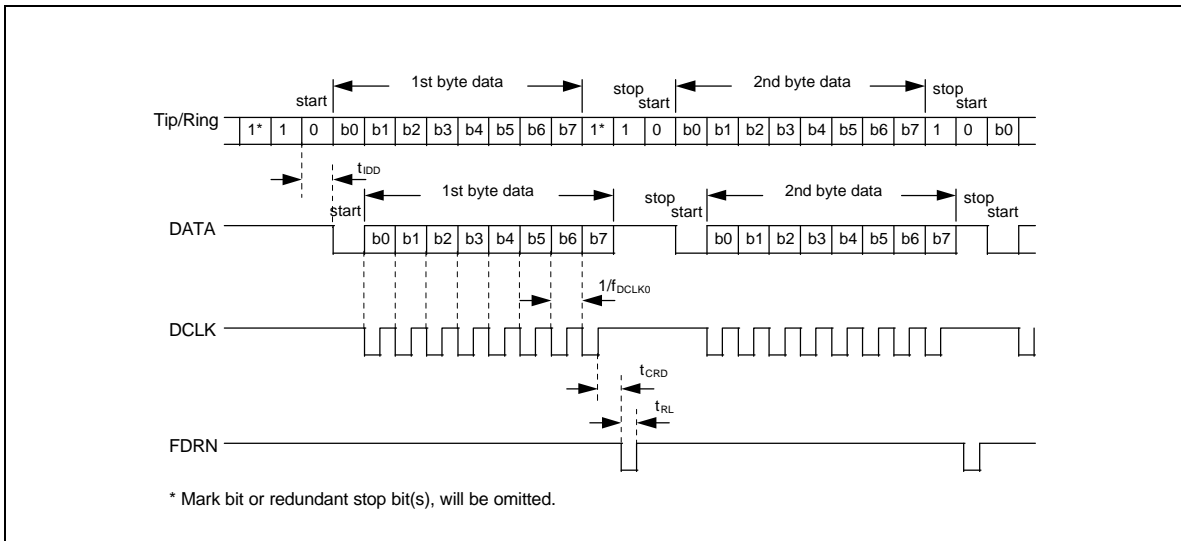 1st byte data 2nd byte data
start stop start stop start
Tip/Ring 1* 1 0 b0 b1 b2 b3 b4 b5 b6 b7 1* 1 0 b0 b1 b2 b3 b4 b5 b6 b7 1 0 b0
tIDD
1st byte data 2nd byte data
start stop start stop start
DATA b0 b1 b2 b3 b4 b5 b6 b7 b0 b1 b2 b3 b4 b5 b6 b7
1/fDCLK0
DCLK
tCRD
tRL
FDRN
* Mark bit or redundant stop bit(s), will be omitted.